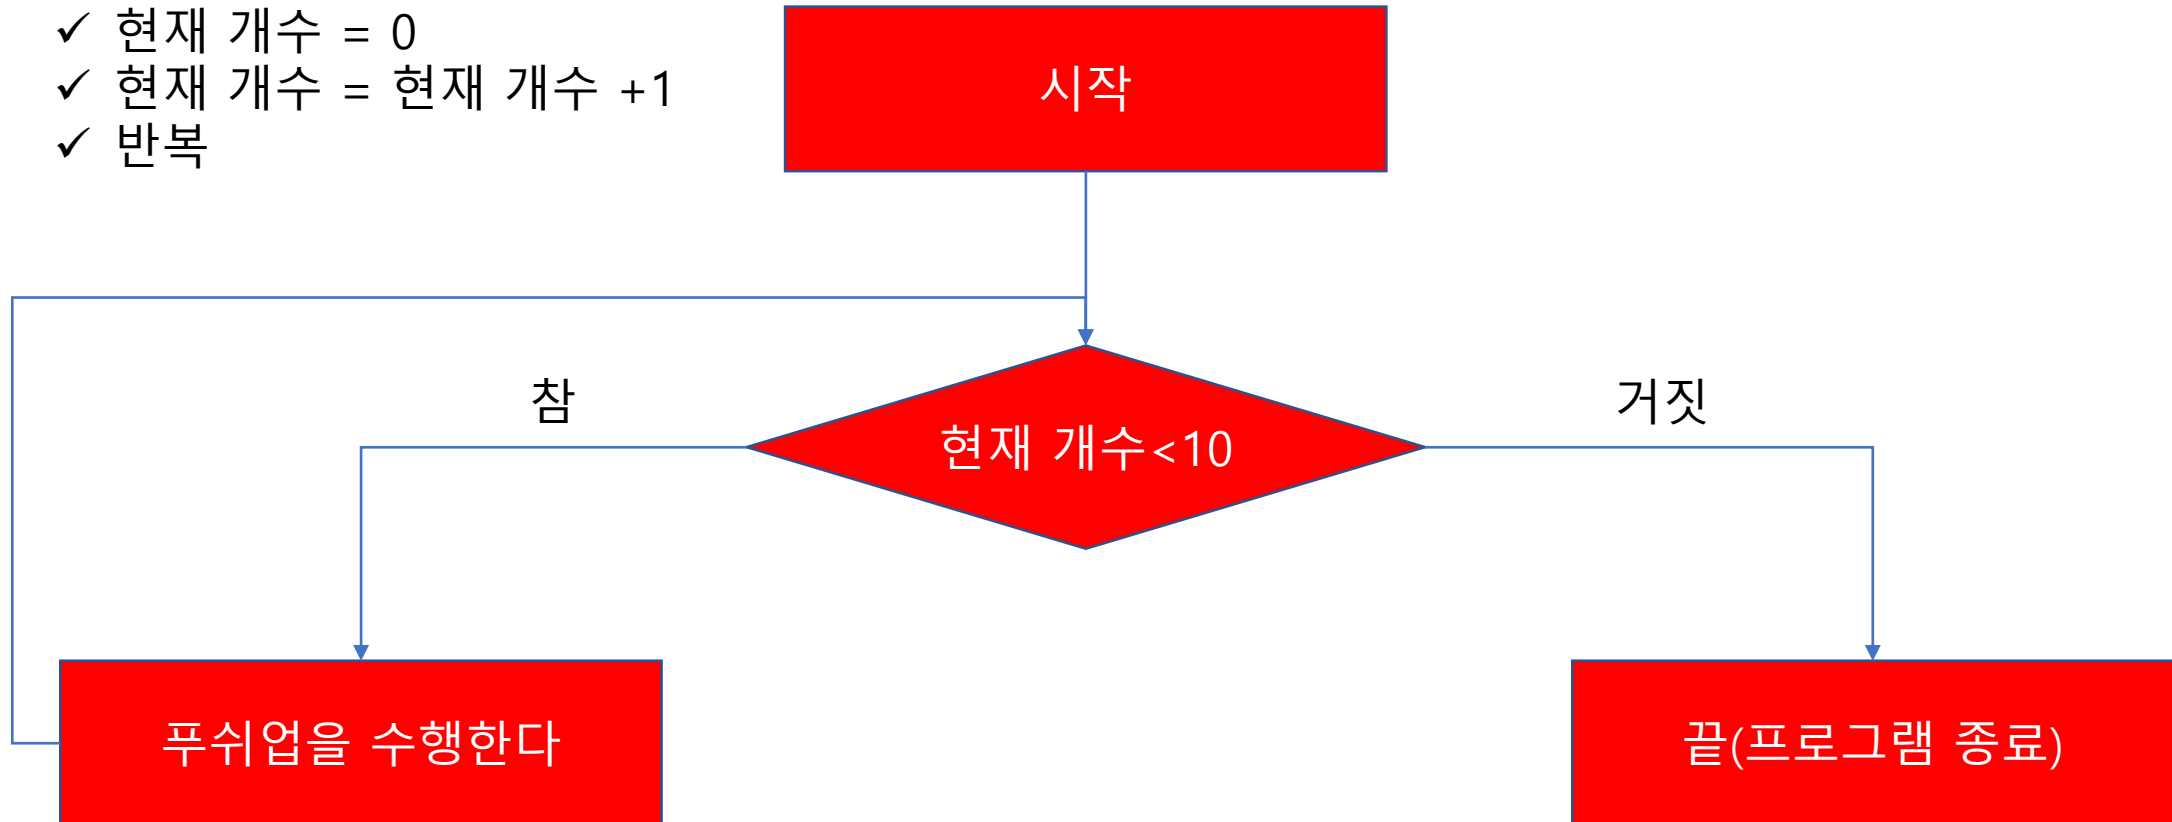 ✓ 현재 개수 = 0
✓ 현재 개수 = 현재 개수 +1
✓ 반복
시작
참
거짓
현재 개수<10
푸쉬업을 수행한다
끝(프로그램 종료)